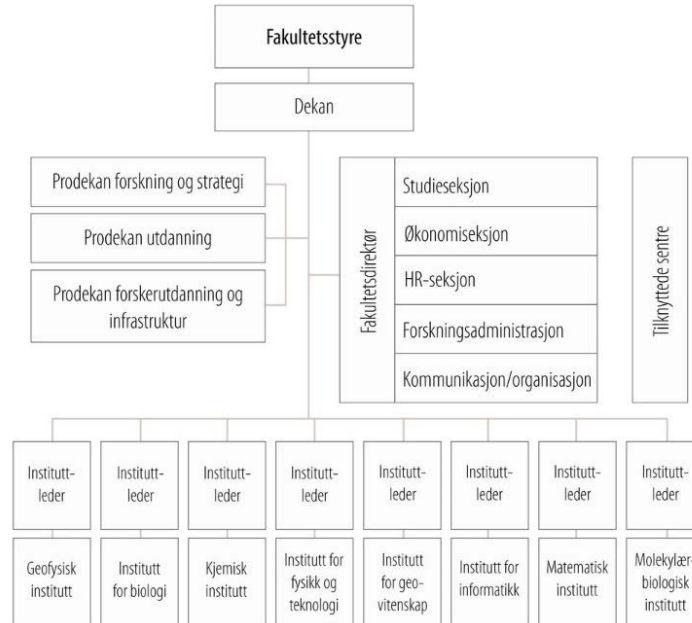 Fakultetsstyre
Dekan
Prodekan forskning og strategi
Prodekan utdanning
Prodekan forskerutdanning og
infrastruktur
Fakultetsdirektør
Studieseksjon
Økonomiseksjon
HR-seksjon
Forskningsadministrasjon
Kommunikasjon/organisasjon
Tilknyttede sentre
Institutt-
leder
Institutt-
leder
Institutt-
leder
Institutt-
leder
Institutt-
leder
Institutt-
leder
Institutt-
leder
Institutt-
leder
Geofysisk
institutt
Institutt
for biologi
Kjemisk
institutt
Institutt for
fysikk og
teknologi
Institutt
for geo-
vitenskap
Institutt for
informatikk
Matematisk
institutt
Molekylær-
biologisk
institutt